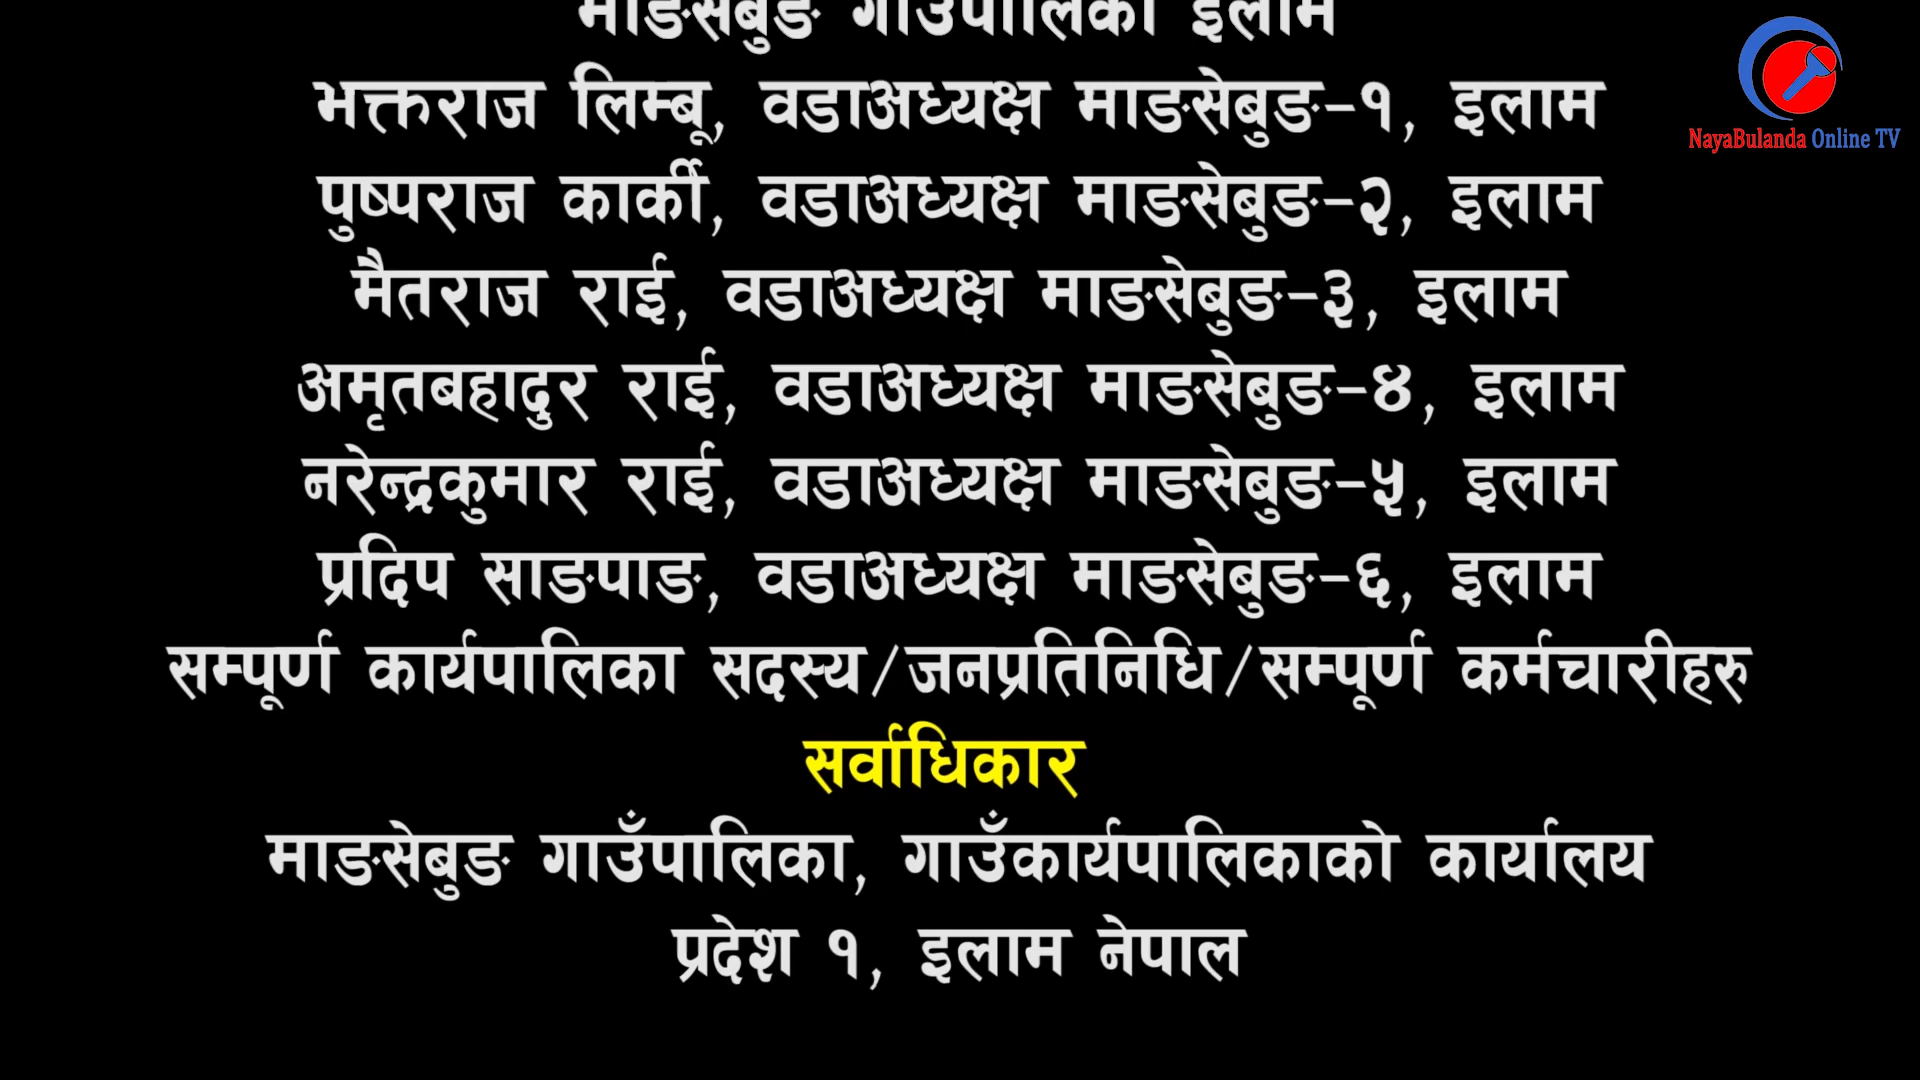 माङसेबुङ गाउँपालिका इलाम
भक्तराज लिम्बू, वडाअध्यक्ष माङसेबुङ-१, इलाम
पुष्पराज कार्की, वडाअध्यक्ष माङसेबुङ-२, इलाम
मैतराज राई, वडाअध्यक्ष माङसेबुङ-३, इलाम
अमृतबहादुर राई, वडाअध्यक्ष माङसेबुङ-४, इलाम
नरेन्द्रकुमार राई, वडाअध्यक्ष माङसेबुङ-५, इलाम
प्रदिप साङपाङ, वडाअध्यक्ष माङसेबुङ-६, इलाम
सम्पूर्ण कार्यपालिका सदस्य/जनप्रतिनिधि/सम्पूर्ण कर्मचारीहरु
सर्वाधिकार
माङसेबुङ गाउँपालिका, गाउँकार्यपालिकाको कार्यालय
प्रदेश १, इलाम नेपाल
NayaBulanda Online TV